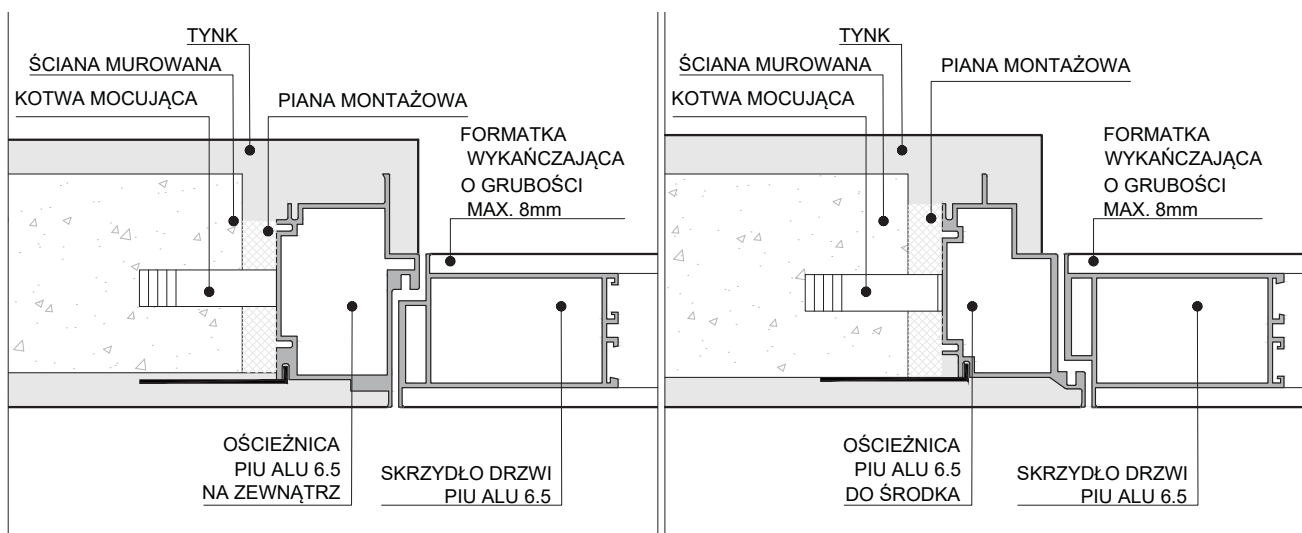 TYNK
ŚCIANA MUROWANA
KOTWA MOCUJĄCA
PIANA MONTAŻOWA
FORMATKA
WYKAŃCZAJĄCA
O GRUBOŚCI
MAX. 8mm
OŚCIEŻNICA
PIU ALU 6.5
NA ZEWNĄTRZ
SKRZYDŁO DRZWI
PIU ALU 6.5
TYNK
ŚCIANA MUROWANA
KOTWA MOCUJĄCA
PIANA MONTAŻOWA
FORMATKA
WYKAŃCZAJĄCA
O GRUBOŚCI
MAX. 8mm
OŚCIEŻNICA
PIU ALU 6.5
DO ŚRODKA
SKRZYDŁO DRZWI
PIU ALU 6.5